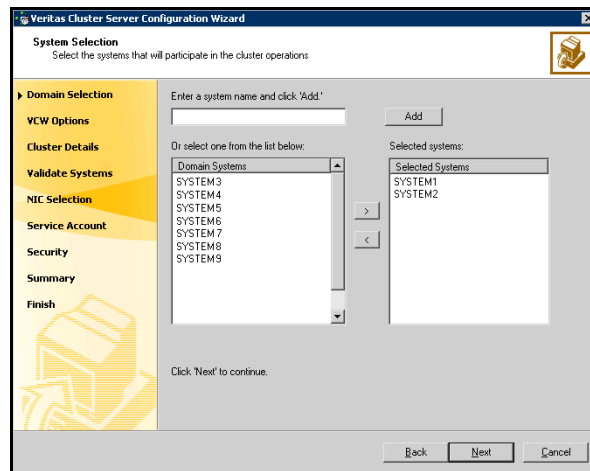 Veritas Cluster Server Configuration Wizard
System Selection
Select the systems that will participate in the cluster operations
Domain Selection
VCW Options
Cluster Details
Validate Systems
NIC Selection
Service Account
Security
Summary
Finish
Enter a system name and click 'Add.'
Add
Or select one from the list below:
Domain Systems
SYSTEM3
SYSTEM4
SYSTEM5
SYSTEM6
SYSTEM7
SYSTEM8
SYSTEM9
>
<
Selected systems:
Selected Systems
SYSTEM1
SYSTEM2
Click 'Next' to continue.
Back
Next
Cancel